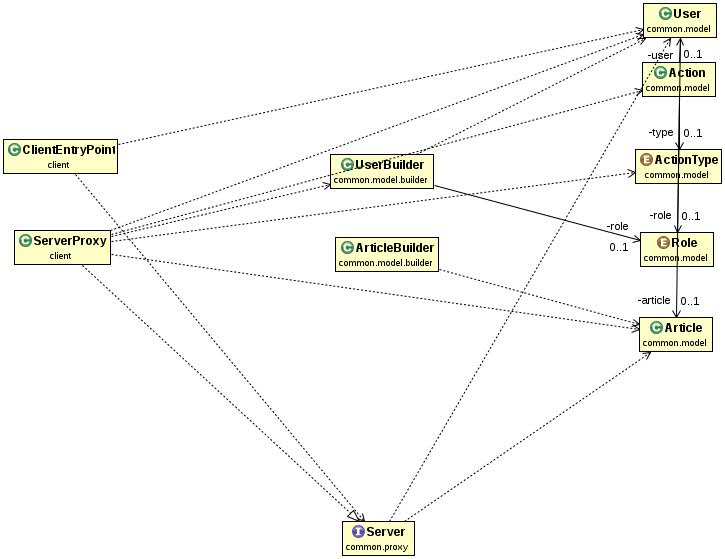 C User
common.model
-user 0..1
C Action
common.model
-type 0..1
C ClientEntryPoint
client
C UserBuilder
common.model.builder
E ActionType
common.model
-role 0..1
-role
0..1
C ServerProxy
client
C ArticleBuilder
common.model.builder
E Role
common.model
-article 0..1
C Article
common.model
I Server
common.proxy